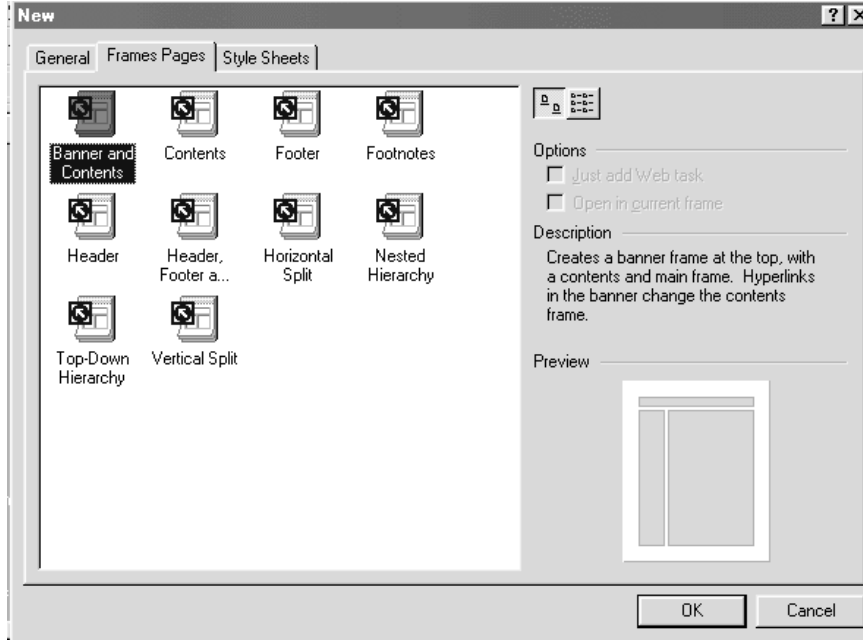 New
General Frames Pages Style Sheets
Banner and
Contents
Contents
Footer
Footnotes
Header
Header,
Footer a...
Horizontal
Split
Nested
Hierarchy
Top-Down
Hierarchy
Vertical Split
Options
Just add Web task
Open in current frame
Description
Creates a banner frame at the top, with
a contents and main frame. Hyperlinks
in the banner change the contents
frame.
Preview
OK Cancel